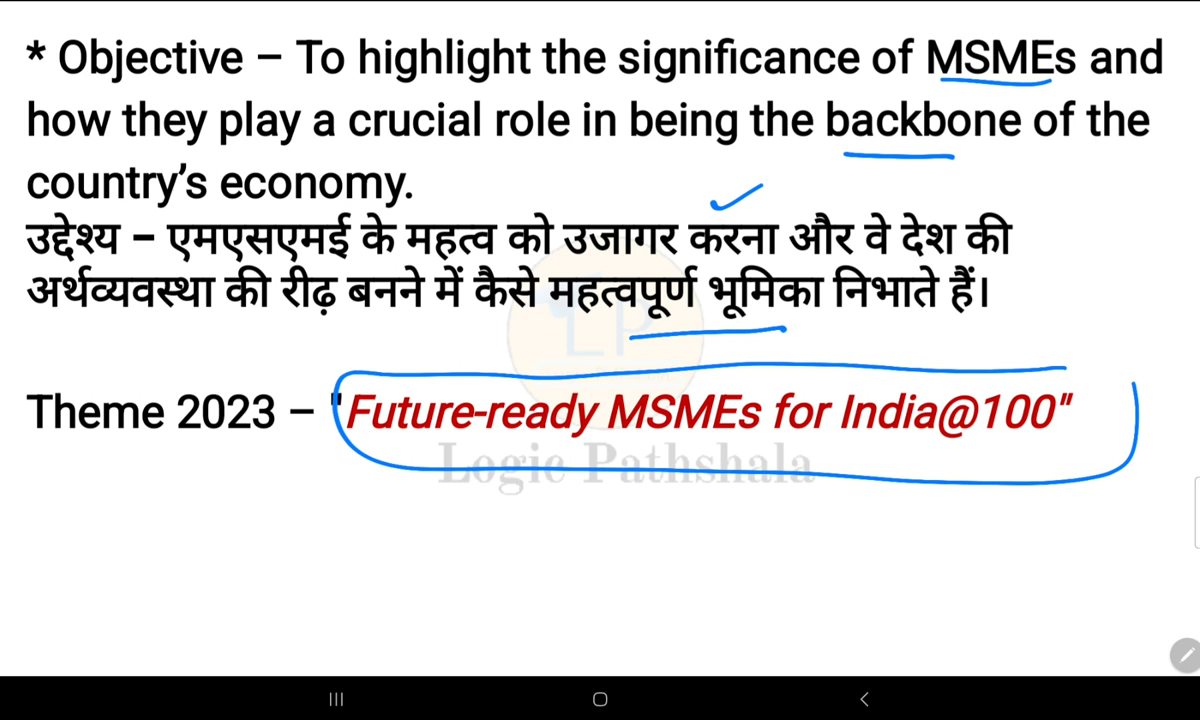 * Objective – To highlight the significance of MSMEs and
how they play a crucial role in being the backbone of the
country’s economy.
उद्देश्य – एमएसएमई के महत्व को उजागर करना और वे देश की
अर्थव्यवस्था की रीढ़ बनने में कैसे महत्वपूर्ण भूमिका निभाते हैं।
LP
Theme 2023 – "Future-ready MSMEs for India@100"
Logic Pathshala